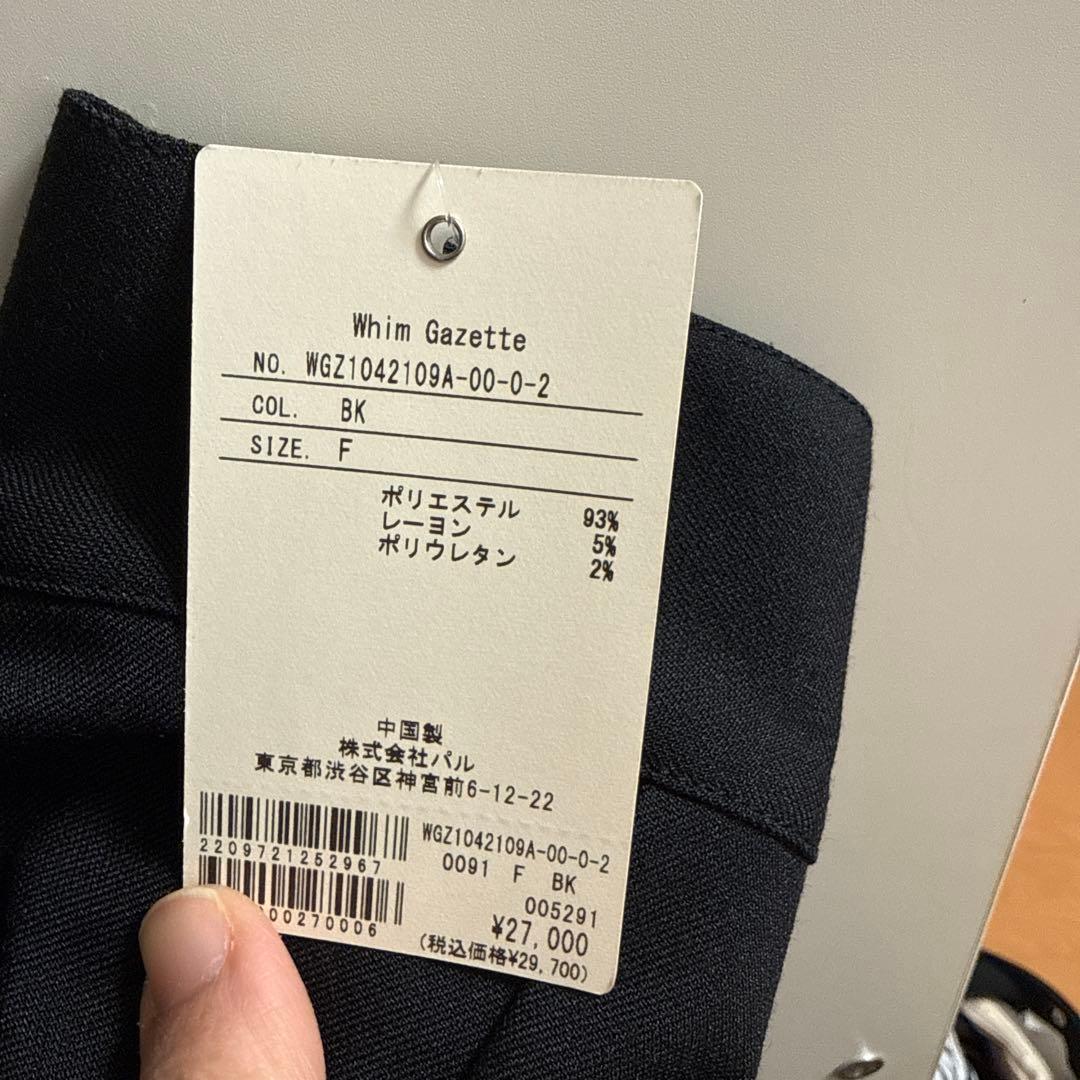 Whim Gazette
NO. WGZ1042109A-00-0-2
COL. BK
SIZE. F
ポリエステル 93%
レーヨン 5%
ポリウレタン 2%
中国製
株式会社パル
東京都渋谷区神宮前6-12-22
2209721252967
WGZ1042109A-00-0-2
0091 F BK
005291
00270006
¥27,000
(税込価格¥29,700)